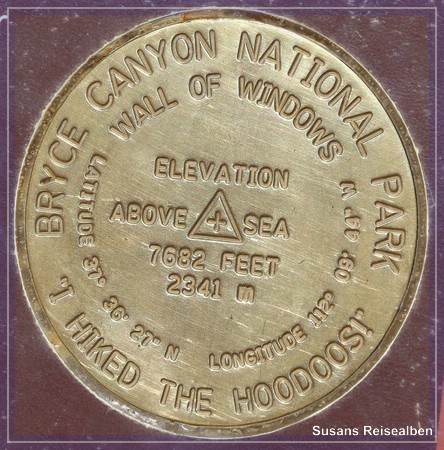 BRYCE CANYON NATIONAL PARK
WALL OF WINDOWS
ELEVATION
ABOVE SEA
7682 FEET
2341 m
LATITUDE 37° 36' 27" N
LONGITUDE 112° 09' 49" W
"I HIKED THE HOODOOS!"
Susans Reisealben